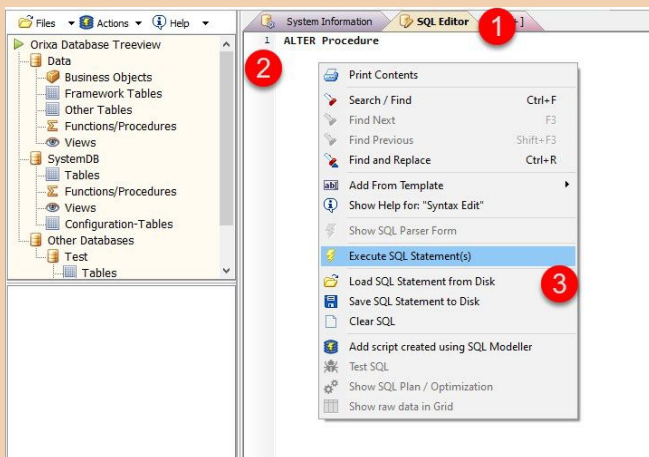 Files Actions Help
System Information SQL Editor 1 + ]
Orixa Database Treeview
Data
Business Objects
Framework Tables
Other Tables
Functions/Procedures
Views
SystemDB
Tables
Functions/Procedures
Views
Configuration-Tables
Other Databases
Test
Tables
1 ALTER Procedure
2
Print Contents
Search / Find Ctrl+F
Find Next F3
Find Previous Shift+F3
Find and Replace Ctrl+R
Add From Template
Show Help for: "Syntax Edit"
Show SQL Parser Form
Execute SQL Statement(s)
3
Load SQL Statement from Disk
Save SQL Statement to Disk
Clear SQL
Add script created using SQL Modeller
Test SQL
Show SQL Plan / Optimization
Show raw data in Grid